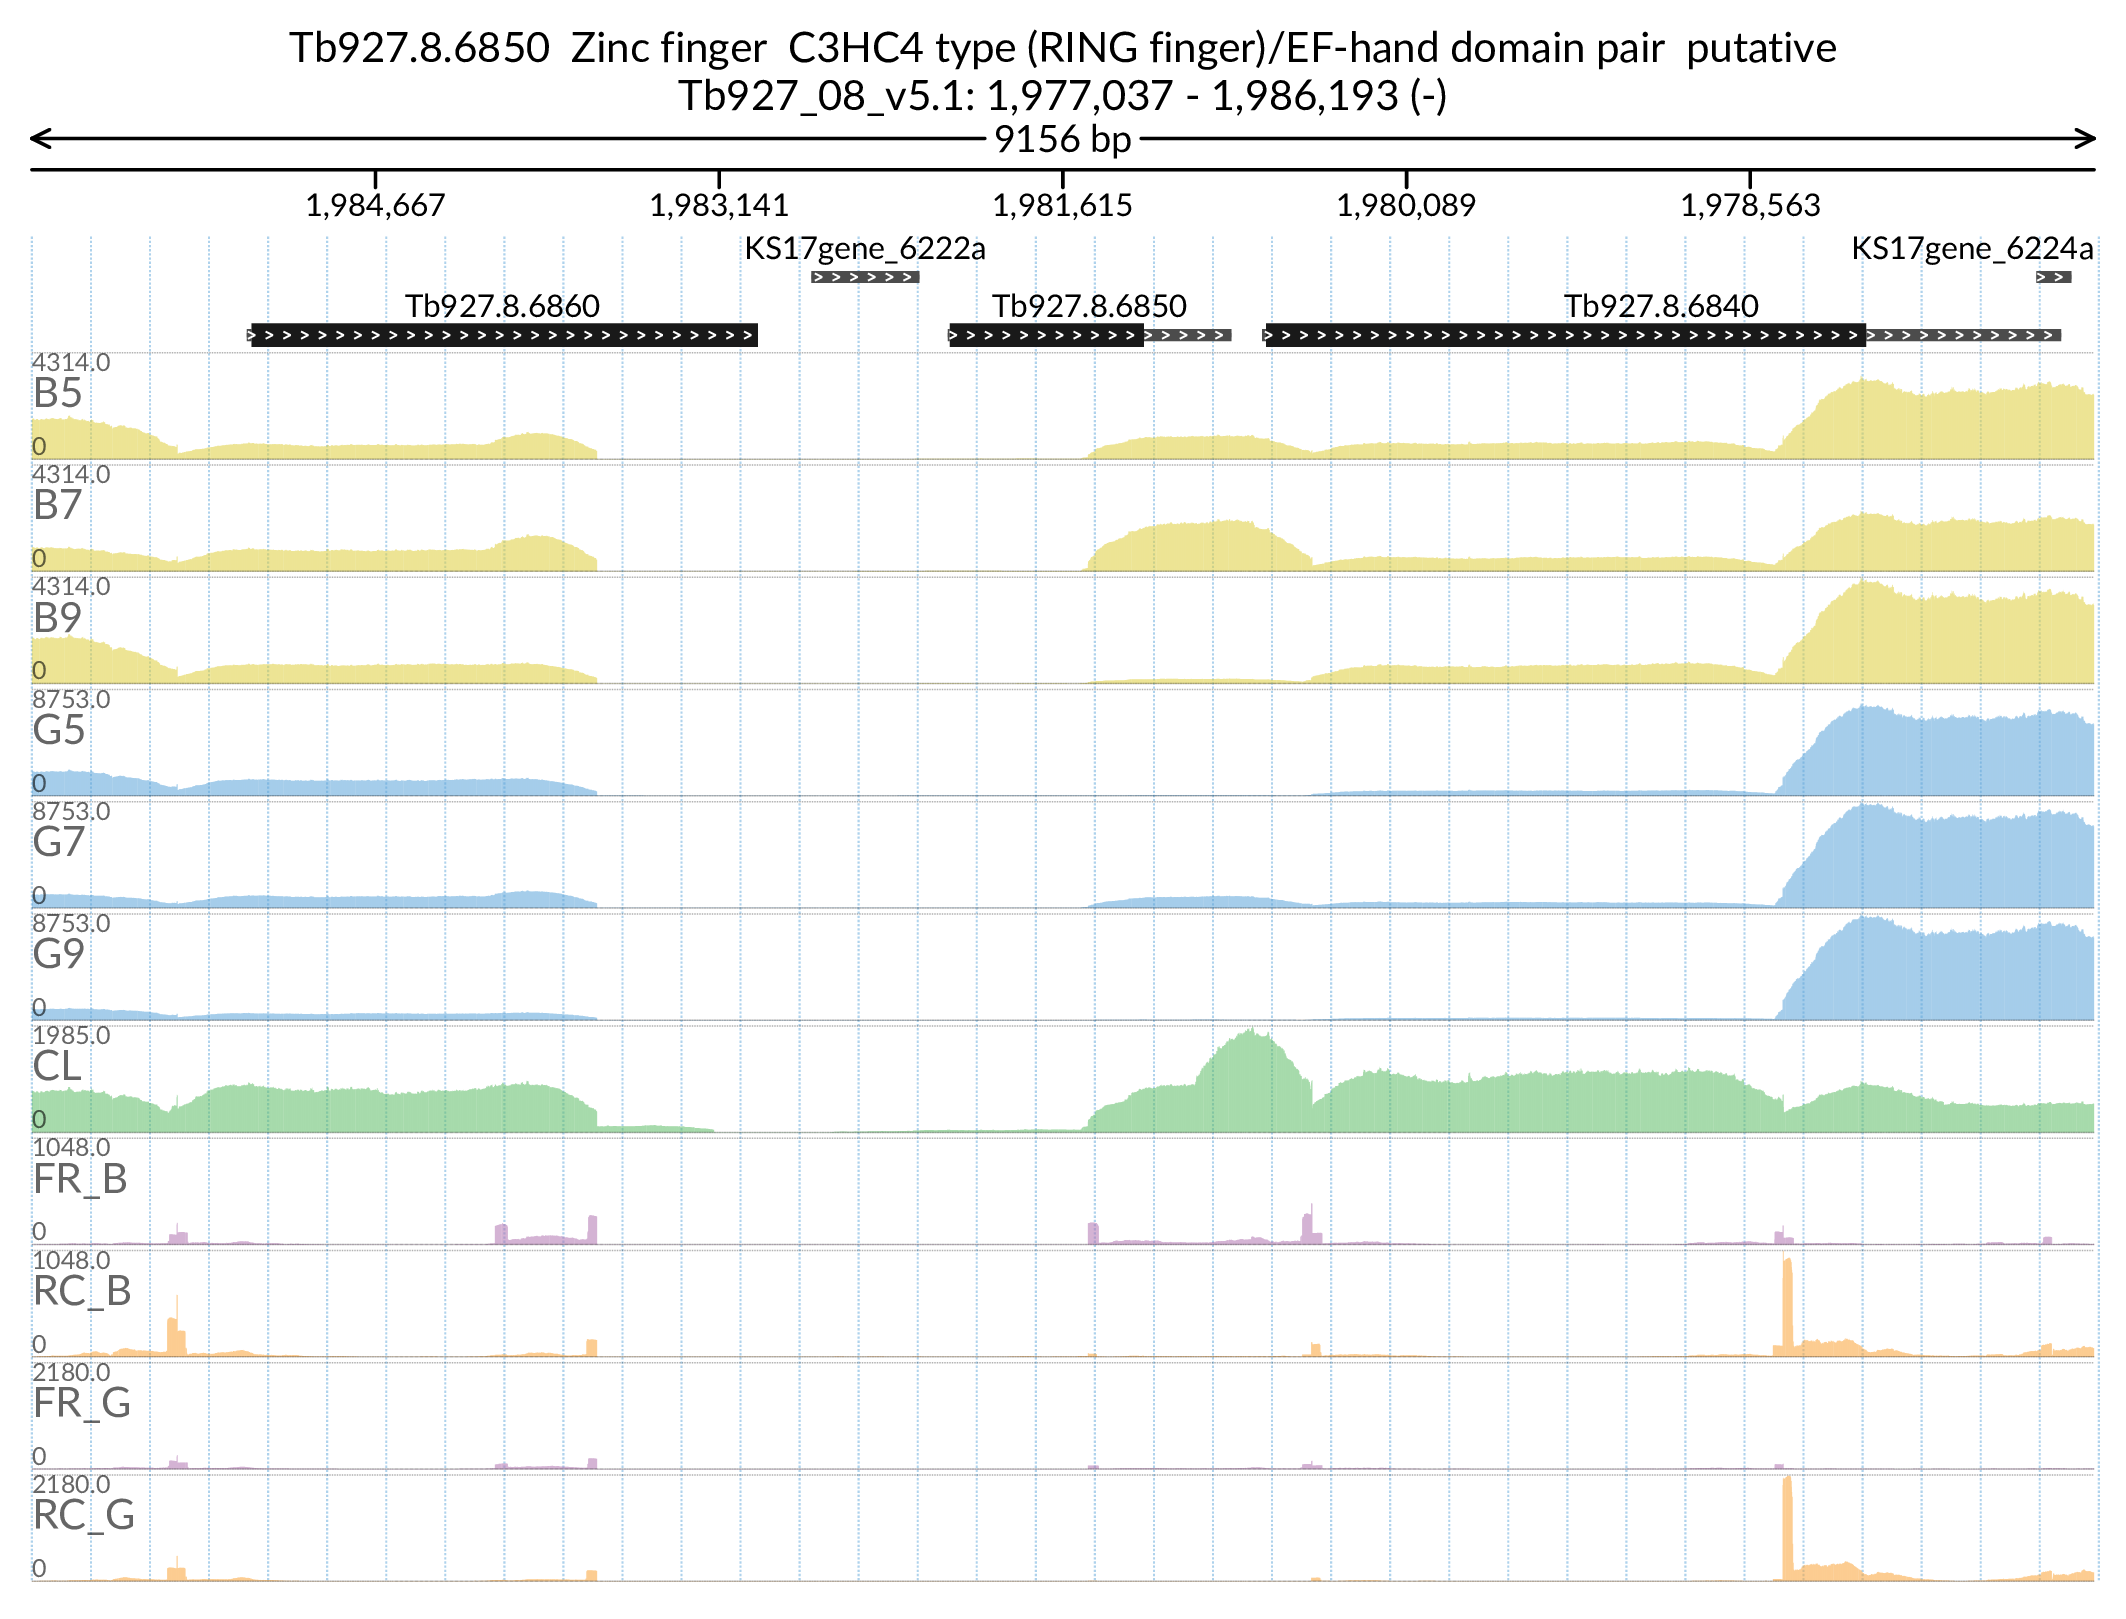 Tb927.8.6850  Zinc finger  C3HC4 type (RING finger)/EF-hand domain pair  putative
Tb927_08_v5.1: 1,977,037 - 1,986,193 (-)
9156 bp
1,984,667 1,983,141 1,981,615 1,980,089 1,978,563
KS17gene_6222a KS17gene_6224a
Tb927.8.6860 Tb927.8.6850 Tb927.8.6840
4314.0
B5
0
4314.0
B7
0
4314.0
B9
0
8753.0
G5
0
8753.0
G7
0
8753.0
G9
0
1985.0
CL
0
1048.0
FR_B
0
1048.0
RC_B
0
2180.0
FR_G
0
2180.0
RC_G
0